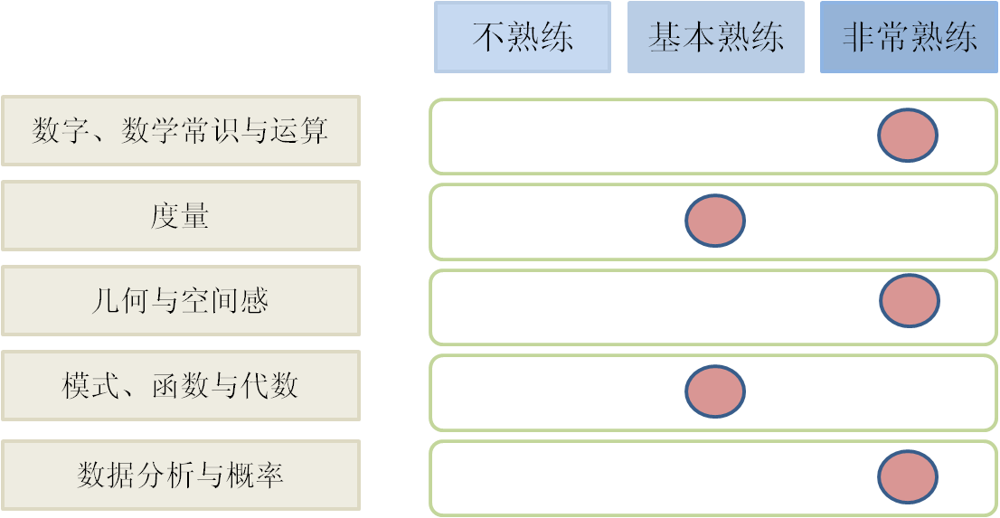 不熟练
基本熟练
非常熟练
数字、数学常识与运算
度量
几何与空间感
模式、函数与代数
数据分析与概率